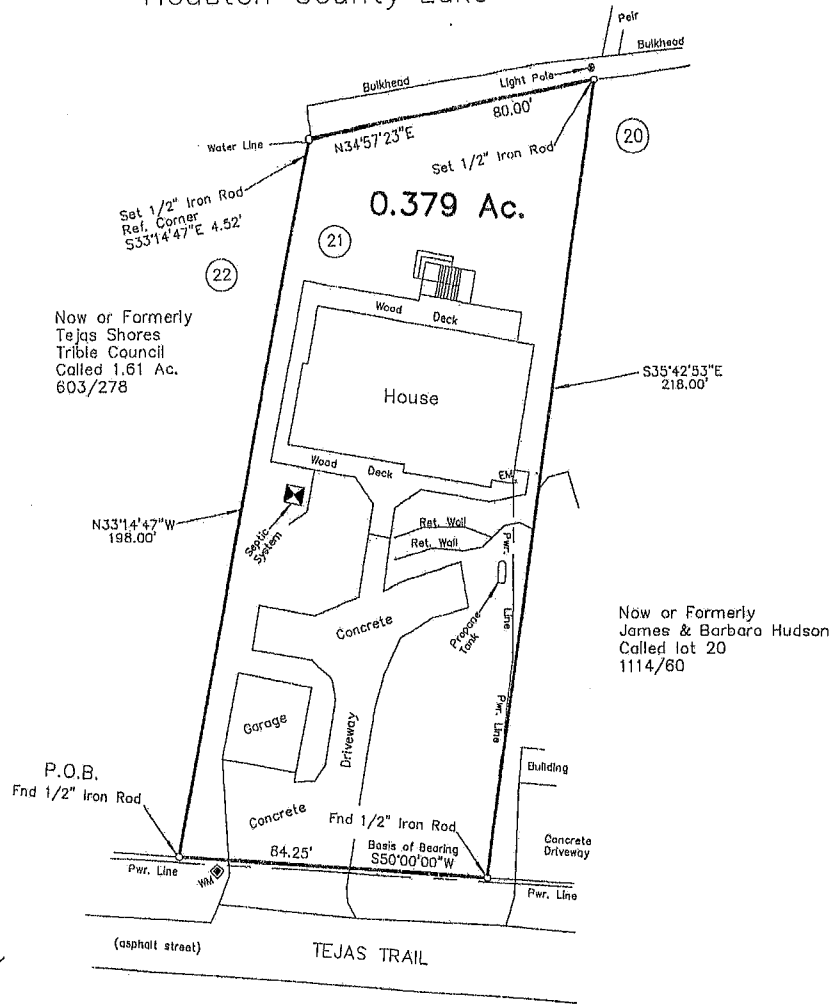 Houston County Lake
Peir
Bulkhead
Bulkhead
Light Pole
80.00'
N34°57'23"E
Water Line
20
Set 1/2" Iron Rod
Set 1/2" Iron Rod
Ref. Corner
S33°14'47"E 4.52'
0.379 Ac.
21
22
Wood Deck
Now or Formerly
Tejas Shores
Trible Council
Called 1.61 Ac.
603/278
S35°42'53"E
218.00'
House
Wood Deck
EM
N33°14'47"W
198.00'
Septic
System
Ret. Wall
Ret. Wall
Pwr. Line
Propane
Tank
Concrete
Now or Formerly
James & Barbara Hudson
Called lot 20
1114/60
Pwr. Line
Garage
Driveway
Building
P.O.B.
Fnd 1/2" Iron Rod
Concrete
Fnd 1/2" Iron Rod
Concrete
Driveway
84.25'
Basis of Bearing
S50°00'00"W
Pwr. Line
WM
Pwr. Line
(asphalt street)
TEJAS TRAIL